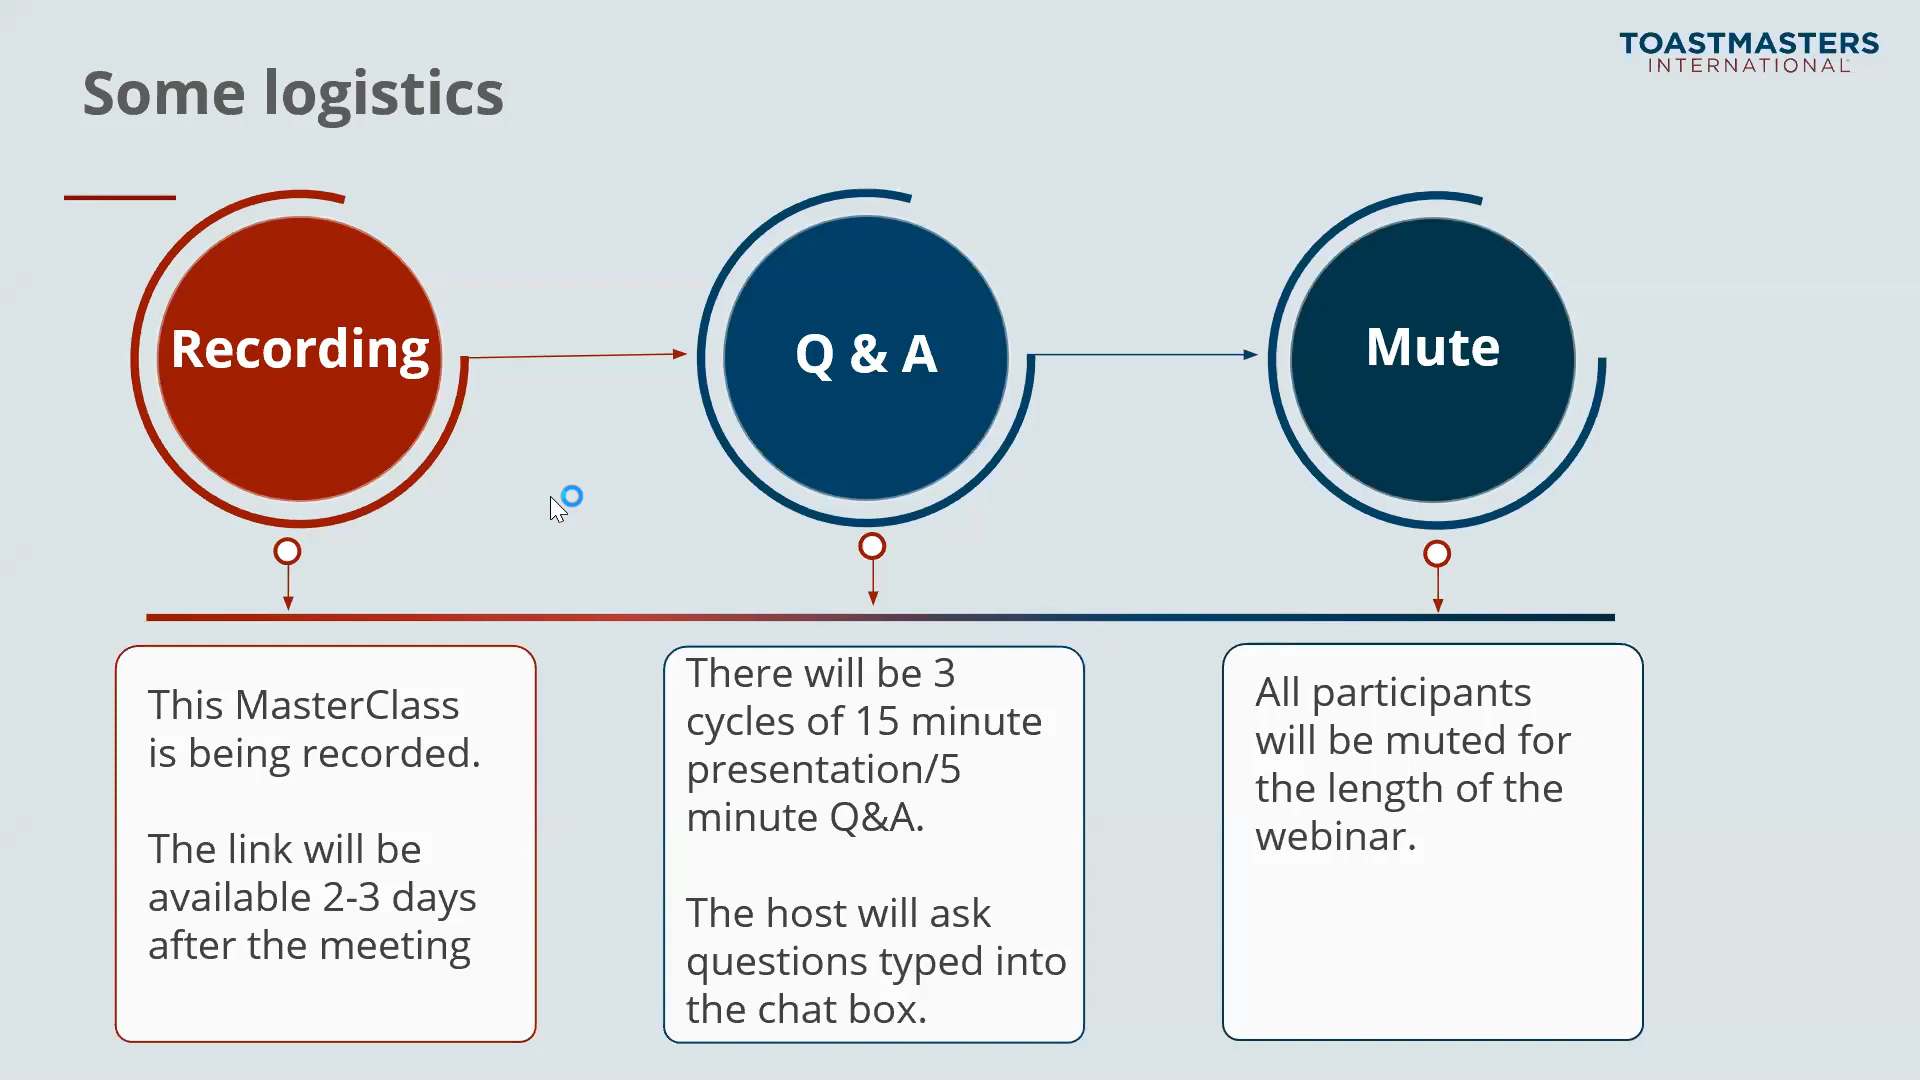 TOASTMASTERS
INTERNATIONAL
Some logistics
Recording
Q & A
Mute
This MasterClass
is being recorded.
The link will be
available 2-3 days
after the meeting
There will be 3
cycles of 15 minute
presentation/5
minute Q&A.
The host will ask
questions typed into
the chat box.
All participants
will be muted for
the length of the
webinar.